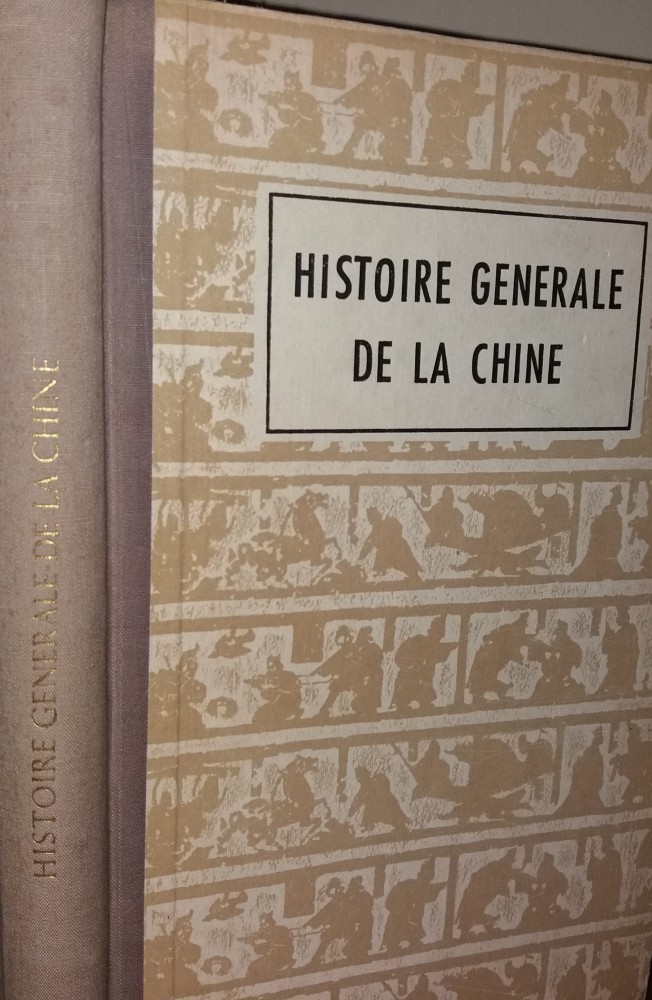 HISTOIRE GENERALE
DE LA CHINE
HISTOIRE GENERALE DE LA CHINE